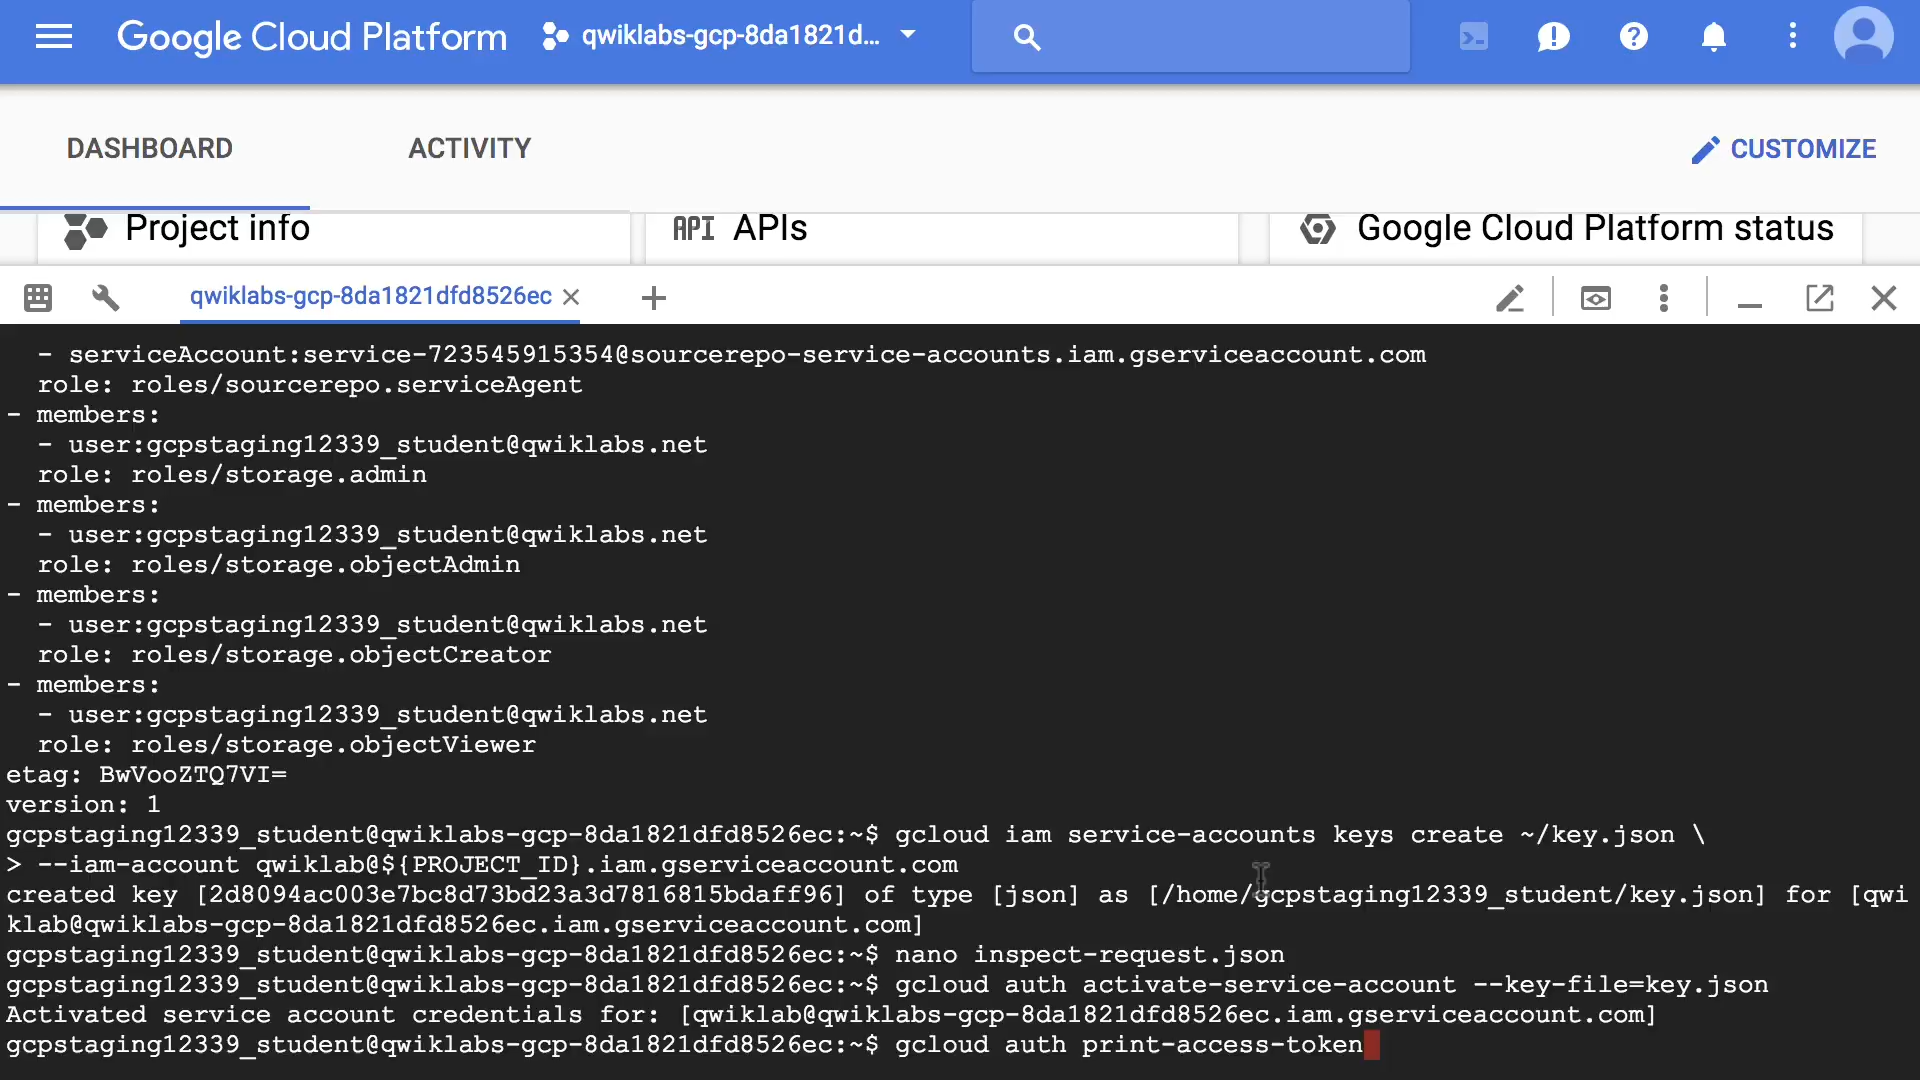 Google Cloud Platform qwiklabs-gcp-8da1821d...
DASHBOARD ACTIVITY CUSTOMIZE
Project info API APIs Google Cloud Platform status
qwiklabs-gcp-8da1821dfd8526ec
- serviceAccount:service-723545915354@sourcerepo-service-accounts.iam.gserviceaccount.com
role: roles/sourcerepo.serviceAgent
- members:
- user:gcpstaging12339_student@qwiklabs.net
role: roles/storage.admin
- members:
- user:gcpstaging12339_student@qwiklabs.net
role: roles/storage.objectAdmin
- members:
- user:gcpstaging12339_student@qwiklabs.net
role: roles/storage.objectCreator
- members:
- user:gcpstaging12339_student@qwiklabs.net
role: roles/storage.objectViewer
etag: BwVooZTQ7VI=
version: 1
gcpstaging12339_student@qwiklabs-gcp-8da1821dfd8526ec:~$ gcloud iam service-accounts keys create ~/key.json \
> --iam-account qwiklab@${PROJECT_ID}.iam.gserviceaccount.com
created key [2d8094ac003e7bc8d73bd23a3d7816815bdaff96] of type [json] as [/home/gcpstaging12339_student/key.json] for [qwi
klab@qwiklabs-gcp-8da1821dfd8526ec.iam.gserviceaccount.com]
gcpstaging12339_student@qwiklabs-gcp-8da1821dfd8526ec:~$ nano inspect-request.json
gcpstaging12339_student@qwiklabs-gcp-8da1821dfd8526ec:~$ gcloud auth activate-service-account --key-file=key.json
Activated service account credentials for: [qwiklab@qwiklabs-gcp-8da1821dfd8526ec.iam.gserviceaccount.com]
gcpstaging12339_student@qwiklabs-gcp-8da1821dfd8526ec:~$ gcloud auth print-access-token